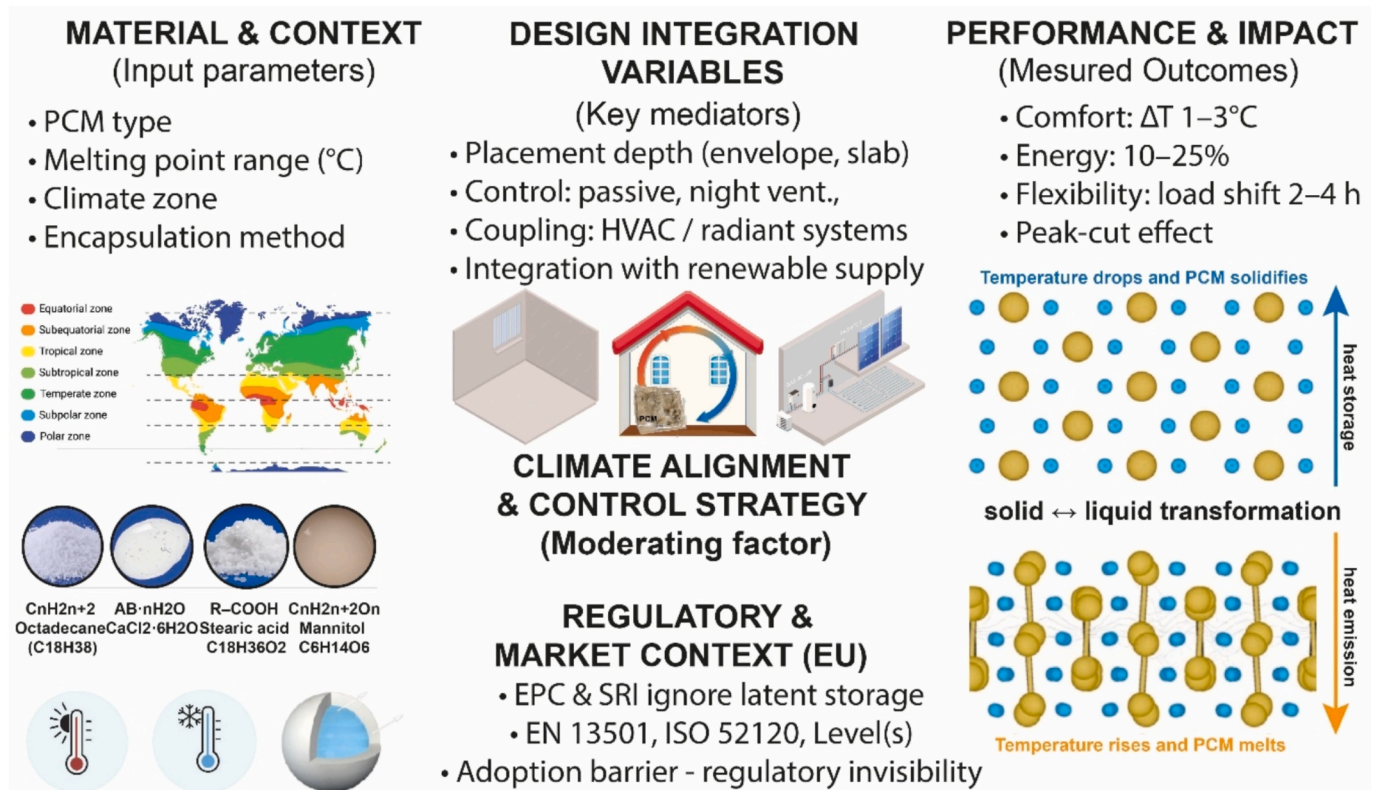 MATERIAL & CONTEXT
(Input parameters)
• PCM type
• Melting point range (°C)
• Climate zone
• Encapsulation method
Equatorial zone
Subequatorial zone
Tropical zone
Subtropical zone
Temperate zone
Subpolar zone
Polar zone
CnH2n+2
Octadecane
(C18H38)
AB·nH2O
CaCl2·6H2O
R–COOH
Stearic acid
C18H36O2
CnH2n+2On
Mannitol
C6H14O6
DESIGN INTEGRATION
VARIABLES
(Key mediators)
• Placement depth (envelope, slab)
• Control: passive, night vent.,
• Coupling: HVAC / radiant systems
• Integration with renewable supply
PCM
CLIMATE ALIGNMENT
& CONTROL STRATEGY
(Moderating factor)
REGULATORY &
MARKET CONTEXT (EU)
• EPC & SRI ignore latent storage
• EN 13501, ISO 52120, Level(s)
• Adoption barrier - regulatory invisibility
PERFORMANCE & IMPACT
(Mesured Outcomes)
• Comfort: ΔT 1–3°C
• Energy: 10–25%
• Flexibility: load shift 2–4 h
• Peak-cut effect
Temperature drops and PCM solidifies
heat storage
solid ↔ liquid transformation
heat emission
Temperature rises and PCM melts